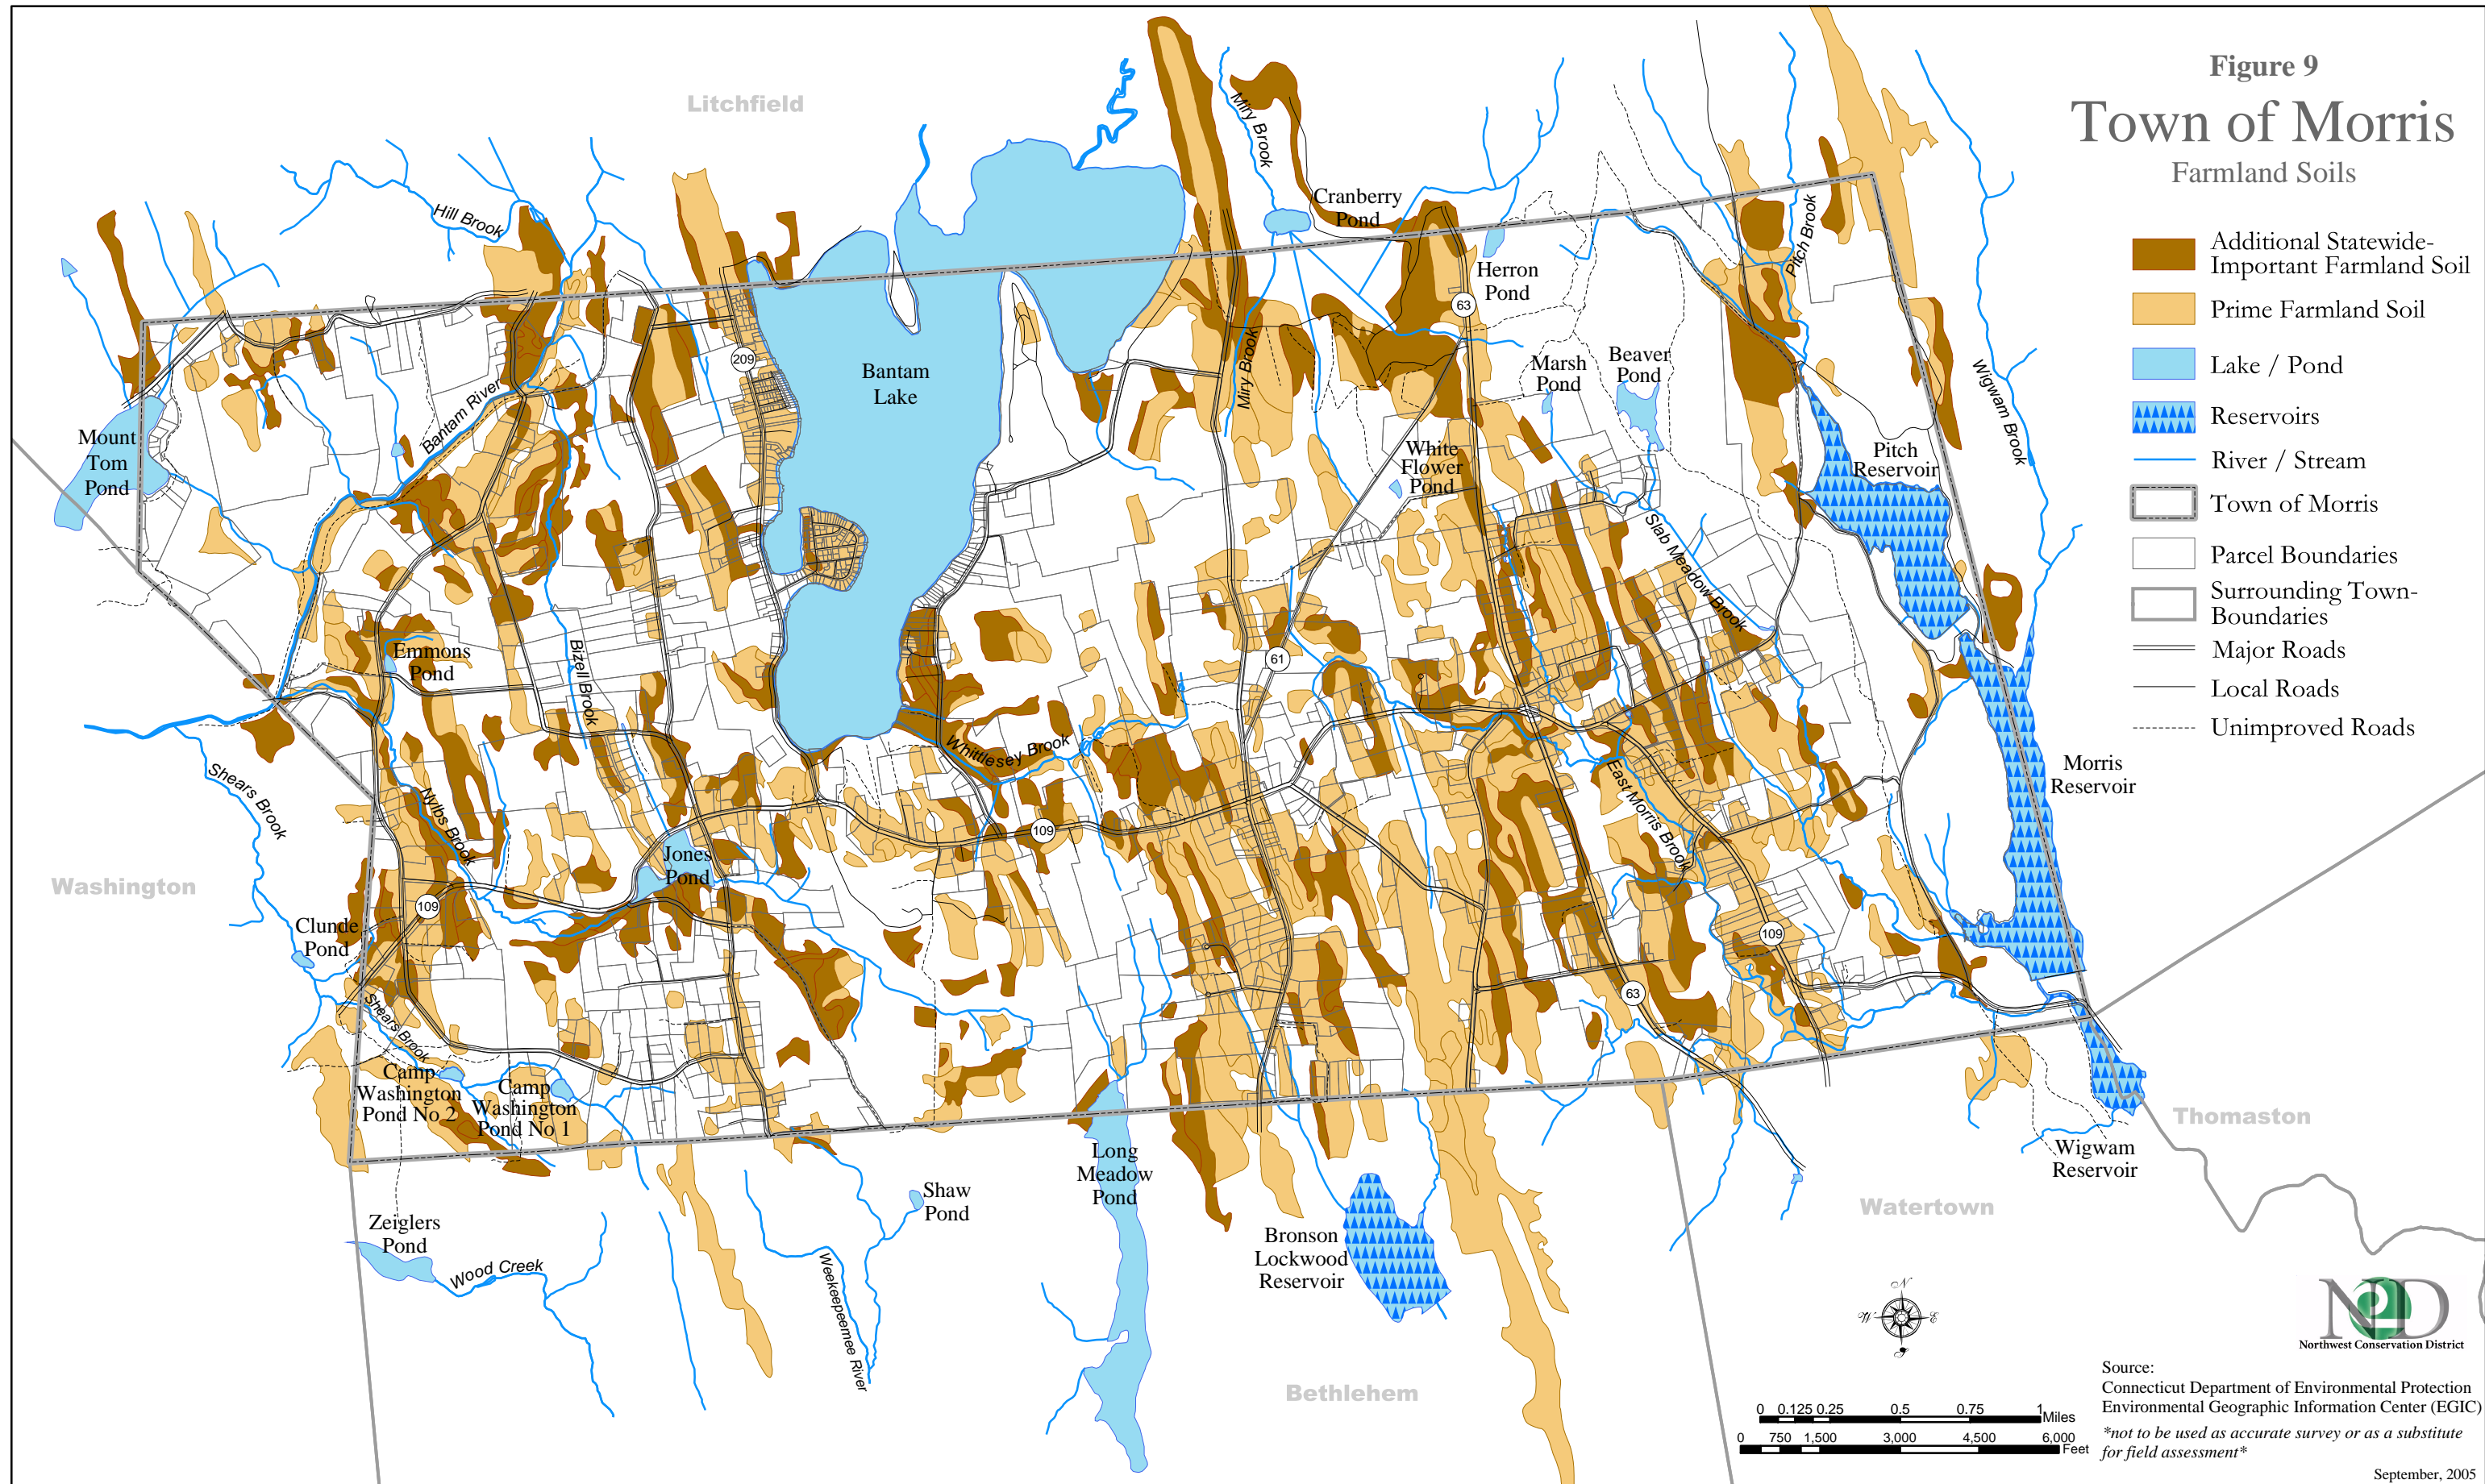 Figure 9
Town of Morris
Farmland Soils
Additional Statewide-
Important Farmland Soil
Prime Farmland Soil
Lake / Pond
Reservoirs
River / Stream
Town of Morris
Parcel Boundaries
Surrounding Town-
Boundaries
Major Roads
Local Roads
Unimproved Roads
Litchfield
Hill Brook
Miry Brook
Cranberry
Pond
Pitch Brook
Herron
Pond
63
209
Bantam
Lake
Miry Brook
Marsh
Pond
Beaver
Pond
Wigwam Brook
Bantam River
Mount
Tom
Pond
White
Flower
Pond
Pitch
Reservoir
Slab Meadow Brook
Emmons
Pond
Bizell Brook
61
Whittlesey Brook
Morris
Reservoir
Shears Brook
Nylbs Brook
East Morris Brook
109
Jones
Pond
Washington
109
Clunde
Pond
109
63
Shears Brook
Camp
Washington
Pond No 2
Camp
Washington
Pond No 1
Thomaston
Wigwam
Reservoir
Long
Meadow
Pond
Shaw
Pond
Watertown
Zeiglers
Pond
Wood Creek
Weekeepeemee River
Bronson
Lockwood
Reservoir
Bethlehem
N
W
E
S
NCD
Northwest Conservation District
0 0.125 0.25 0.5 0.75 1
Miles
0 750 1,500 3,000 4,500 6,000
Feet
Source:
Connecticut Department of Environmental Protection
Environmental Geographic Information Center (EGIC)
*not to be used as accurate survey or as a substitute
for field assessment*
September, 2005